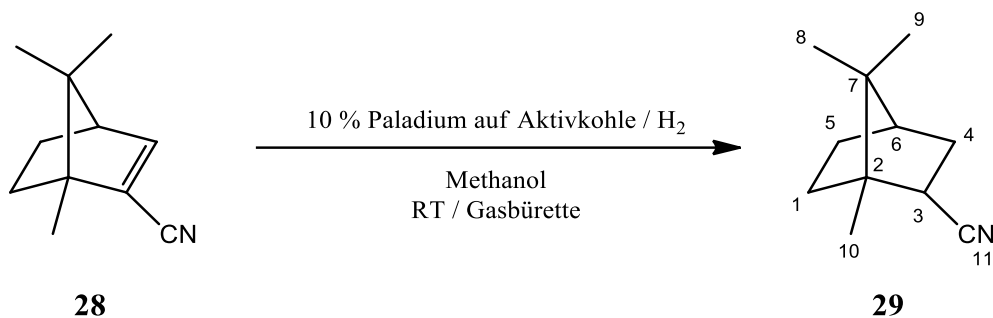 8
9
7
10 % Paladium auf Aktivkohle / H2
5
4
6
Methanol
2
RT / Gasbürette
1
3
CN
10
CN
11
28
29